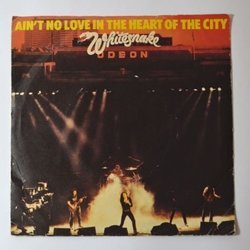 AIN'T NO LOVE IN THE HEART OF THE CITY
Whitesnake
ODEON